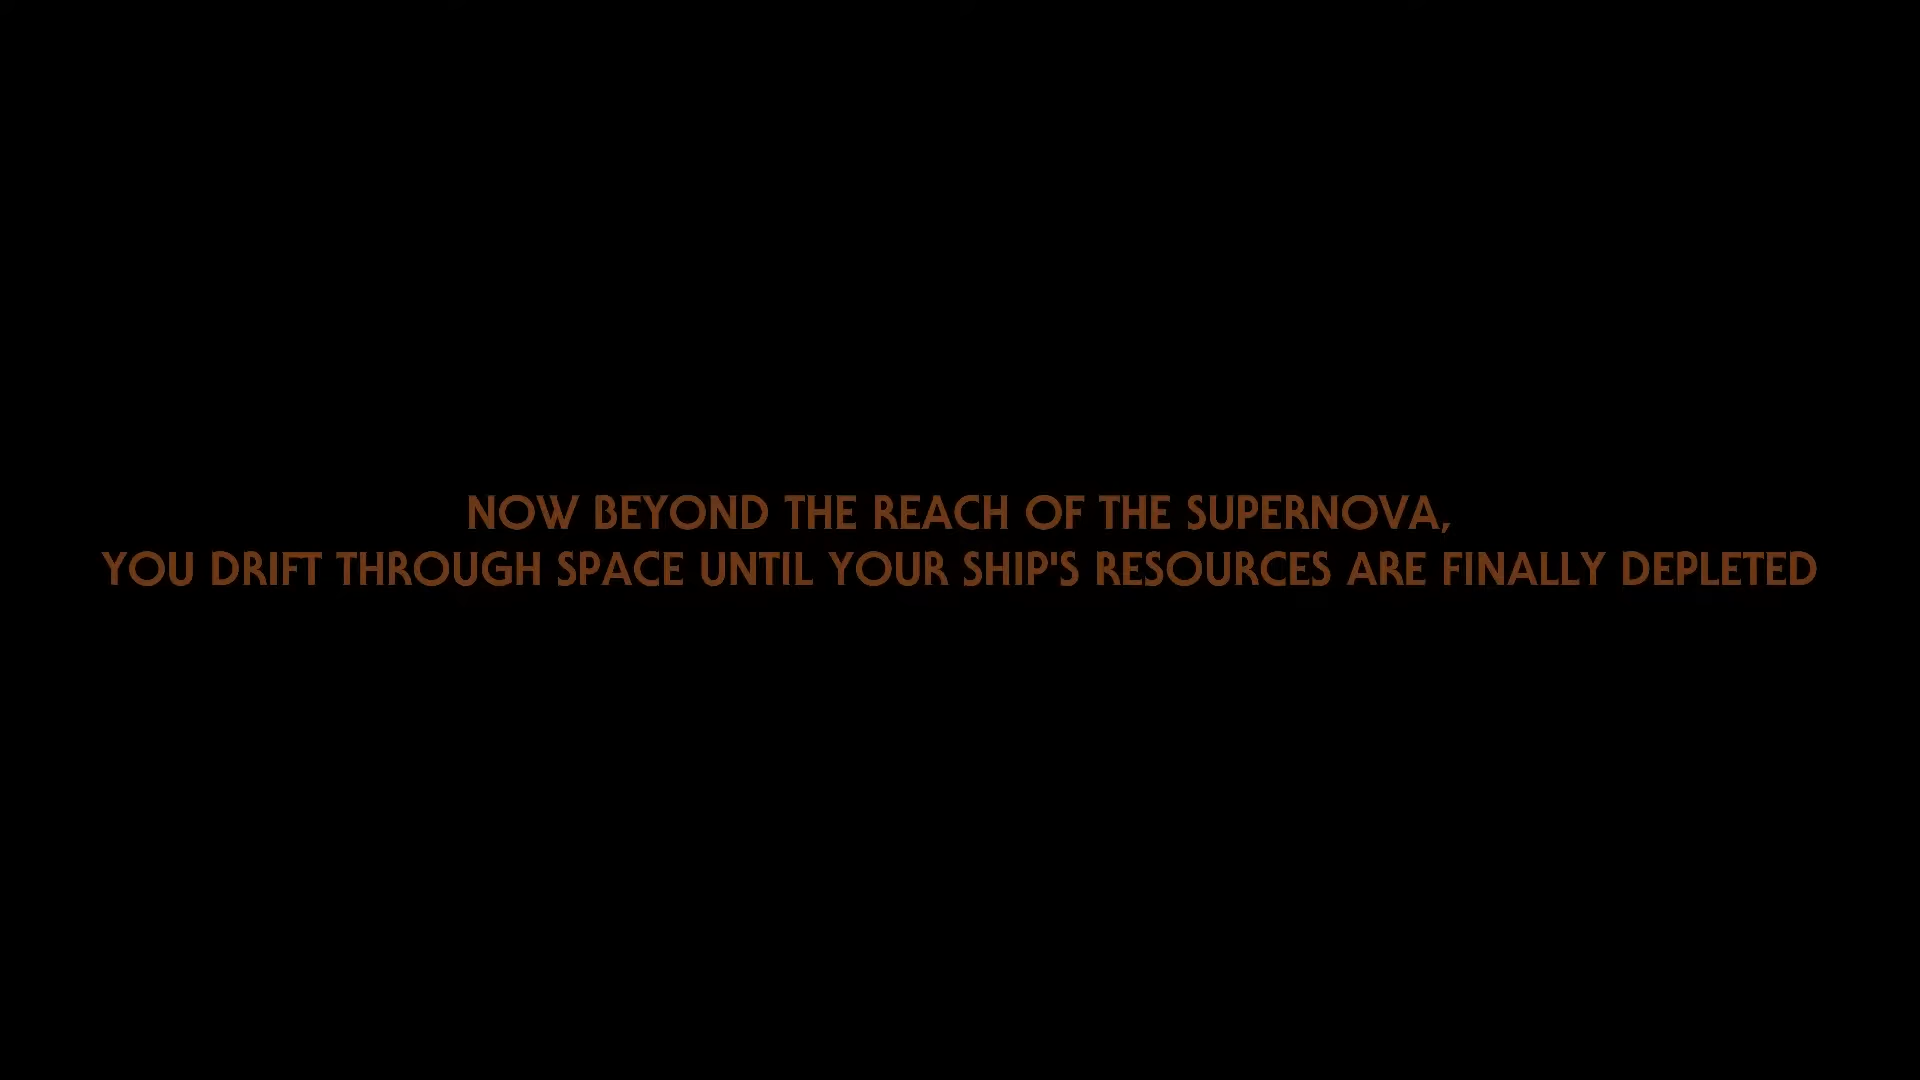 NOW BEYOND THE REACH OF THE SUPERNOVA,
YOU DRIFT THROUGH SPACE UNTIL YOUR SHIP'S RESOURCES ARE FINALLY DEPLETED